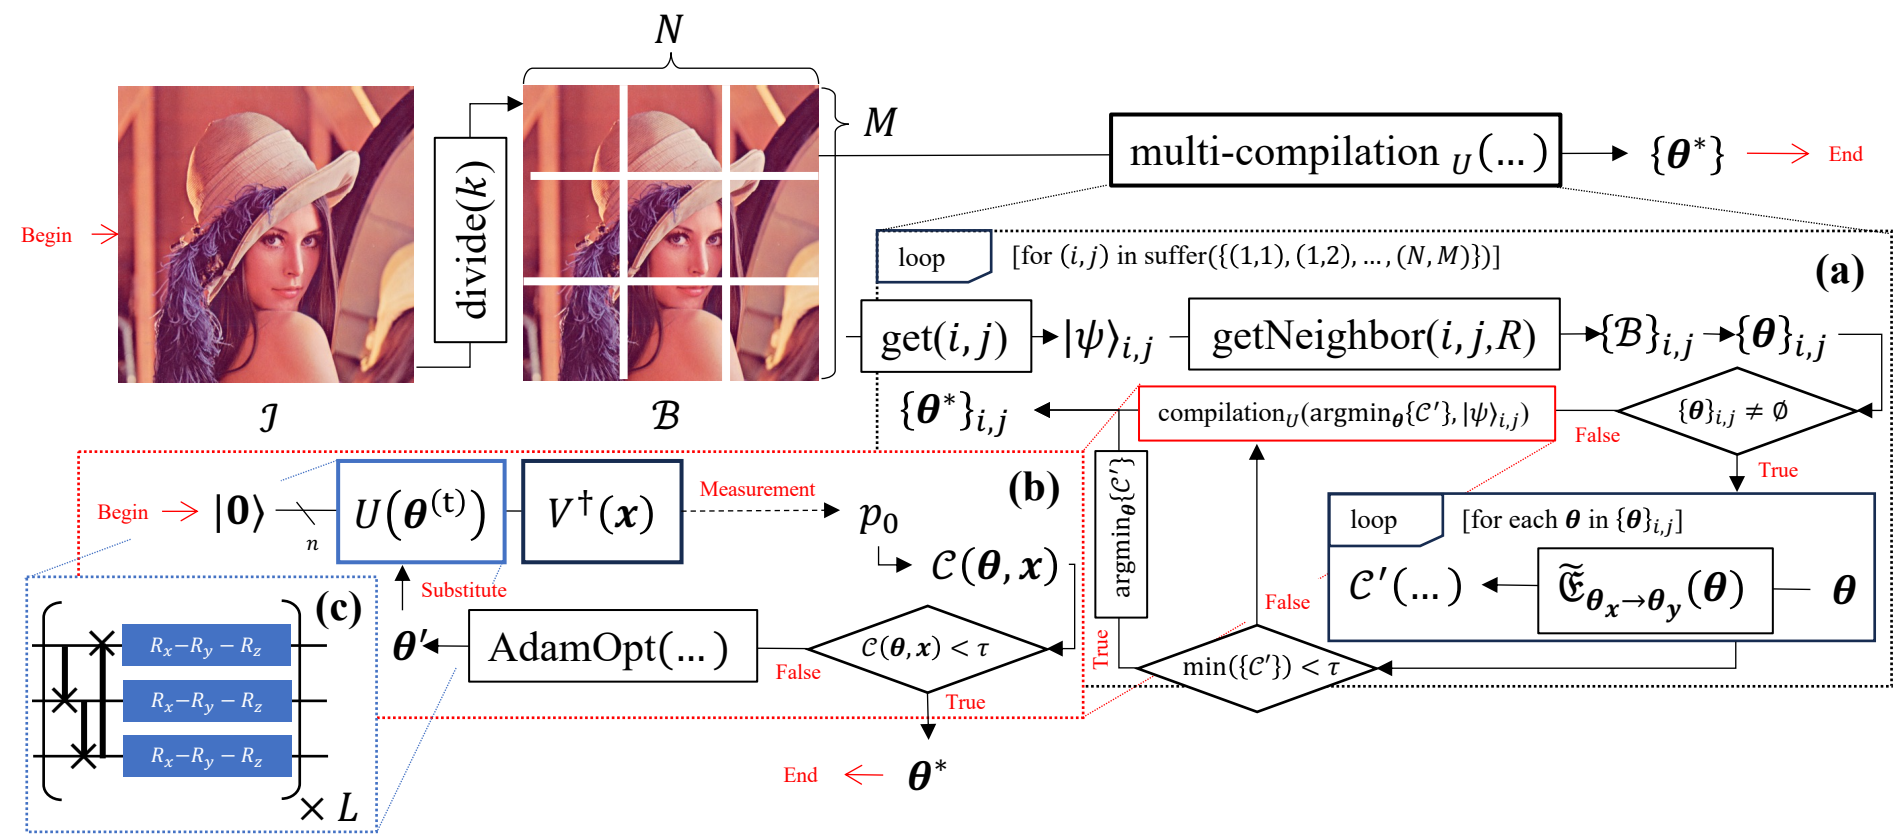 N
M
Begin
divide(k)
ℐ
ℬ
multi-compilation U(…)
{θ*}
End
loop
[for (i, j) in suffer({(1,1), (1,2), … , (N, M)})]
(a)
get(i, j)
|ψ⟩i,j
getNeighbor(i, j,R)
{ℬ}i,j
{θ}i,j
{θ*}i,j
compilationU(argminθ{𝒞′}, |ψ⟩i,j)
{θ}i,j ≠ ∅
False
True
argminθ{𝒞′}
True
False
loop
[for each θ in {θ}i,j]
𝒞′(…)
𝔈̃θx→θy(θ)
θ
min({𝒞′}) < τ
(b)
Begin
|0⟩
n
U(θ(t))
V†(x)
Measurement
p0
𝒞(θ, x)
Substitute
θ′
AdamOpt(…)
False
𝒞(θ, x) < τ
True
End
θ*
(c)
Rx−Ry − Rz
Rx−Ry − Rz
Rx−Ry − Rz
× L